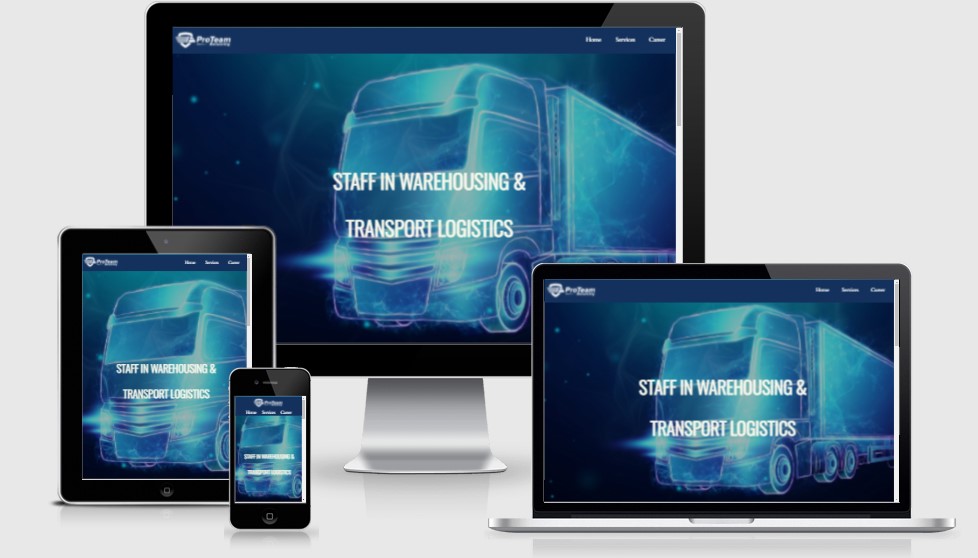 ProTeam
Home Services Career
STAFF IN WAREHOUSING &
TRANSPORT LOGISTICS
ProTeam
Home Services Career
STAFF IN WAREHOUSING &
TRANSPORT LOGISTICS
ProTeam
Home Services Career
STAFF IN WAREHOUSING &
TRANSPORT LOGISTICS
ProTeam
Home Services Career
STAFF IN WAREHOUSING &
TRANSPORT LOGISTICS